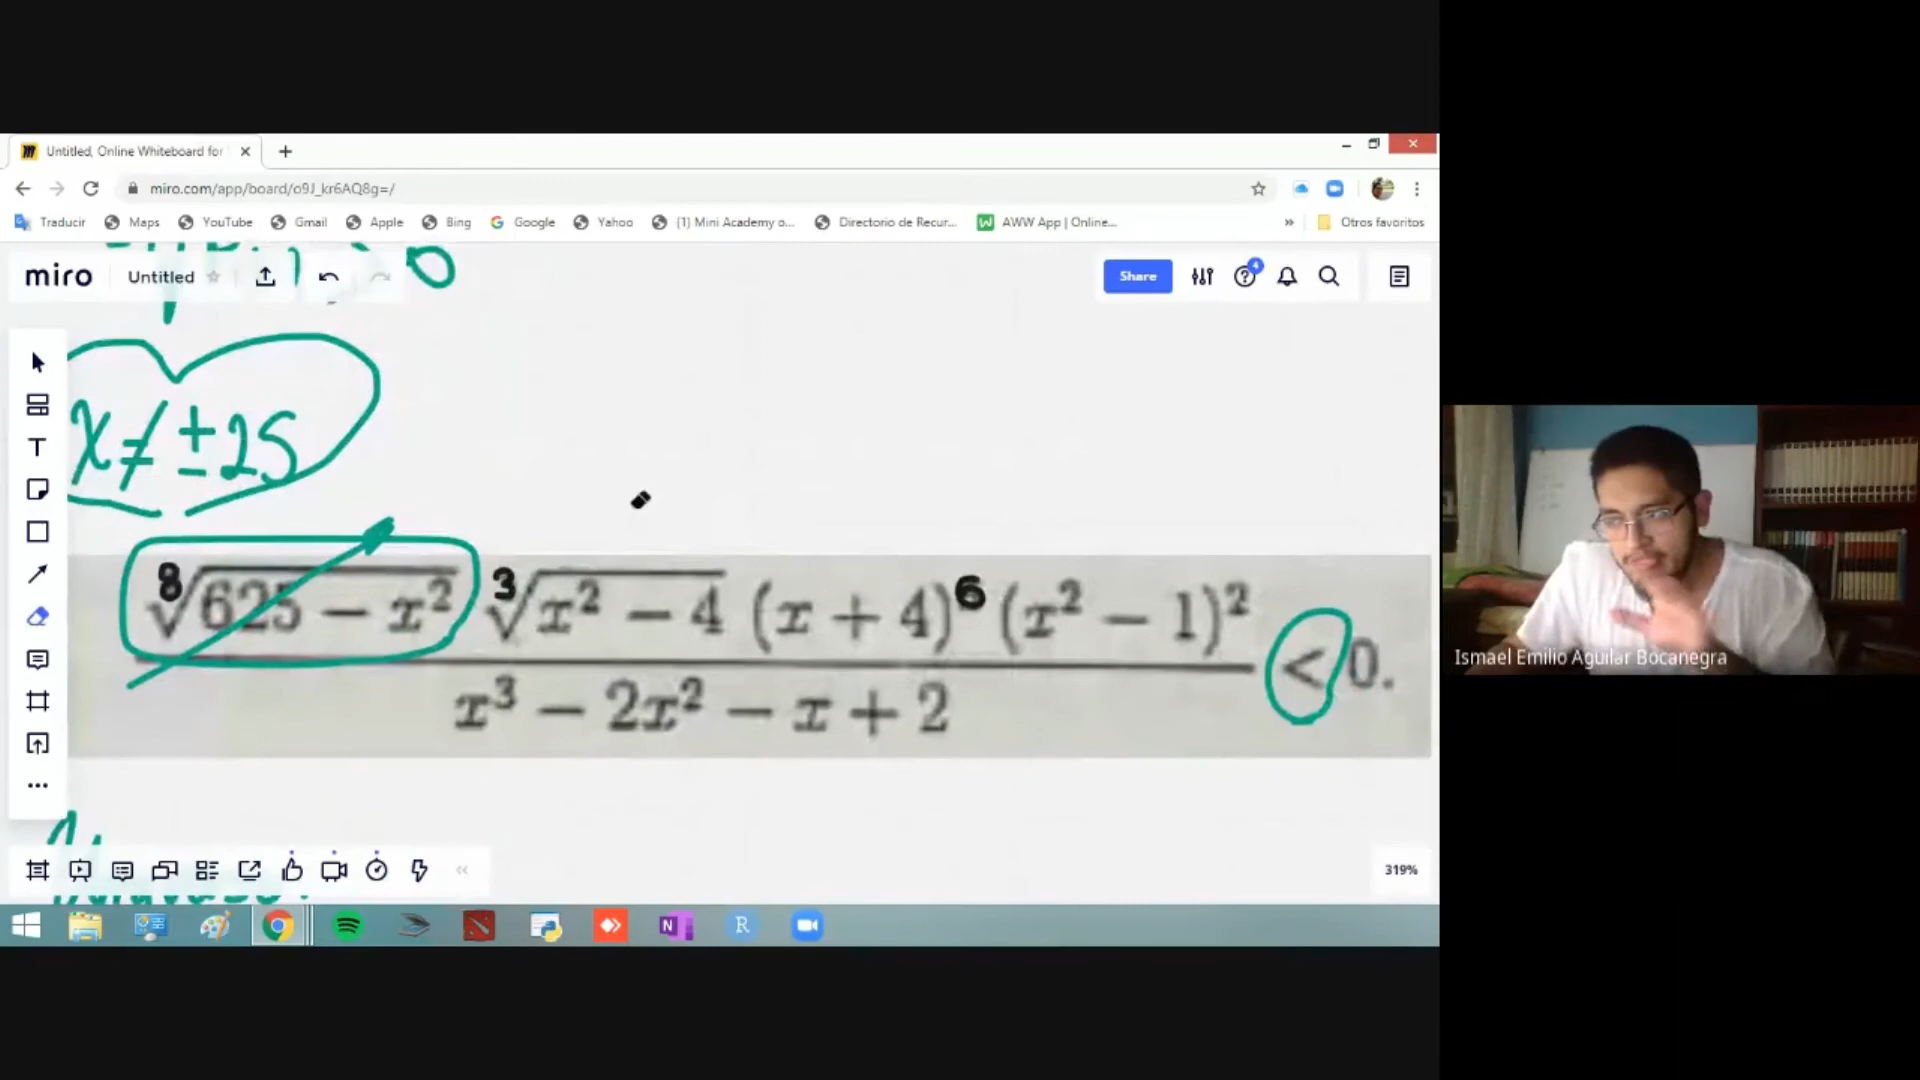 Untitled, Online Whiteboard for
miro.com/app/board/o9J_kr6AQ8g=/
Traducir Maps YouTube Gmail Apple Bing Google Yahoo (1) Mini Academy o... Directorio de Recur... AWW App | Online... » Otros favoritos
miro Untitled Share 4
x ≠ ±25
⁸√(625 − x²) ³√(x² − 4) (x + 4)⁶ (x² − 1)² < 0.
x³ − 2x² − x + 2
Ismael Emilio Aguilar Bocanegra
319%